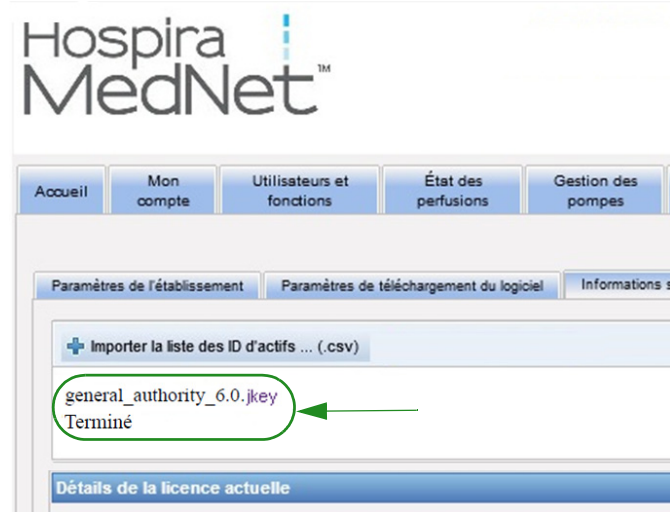 Hospira
MedNet™
Accueil
Mon compte
Utilisateurs et fonctions
État des perfusions
Gestion des pompes
Paramètres de l'établissement
Paramètres de téléchargement du logiciel
Informations
Importer la liste des ID d'actifs ... (.csv)
general_authority_6.0.jkey
Terminé
Détails de la licence actuelle